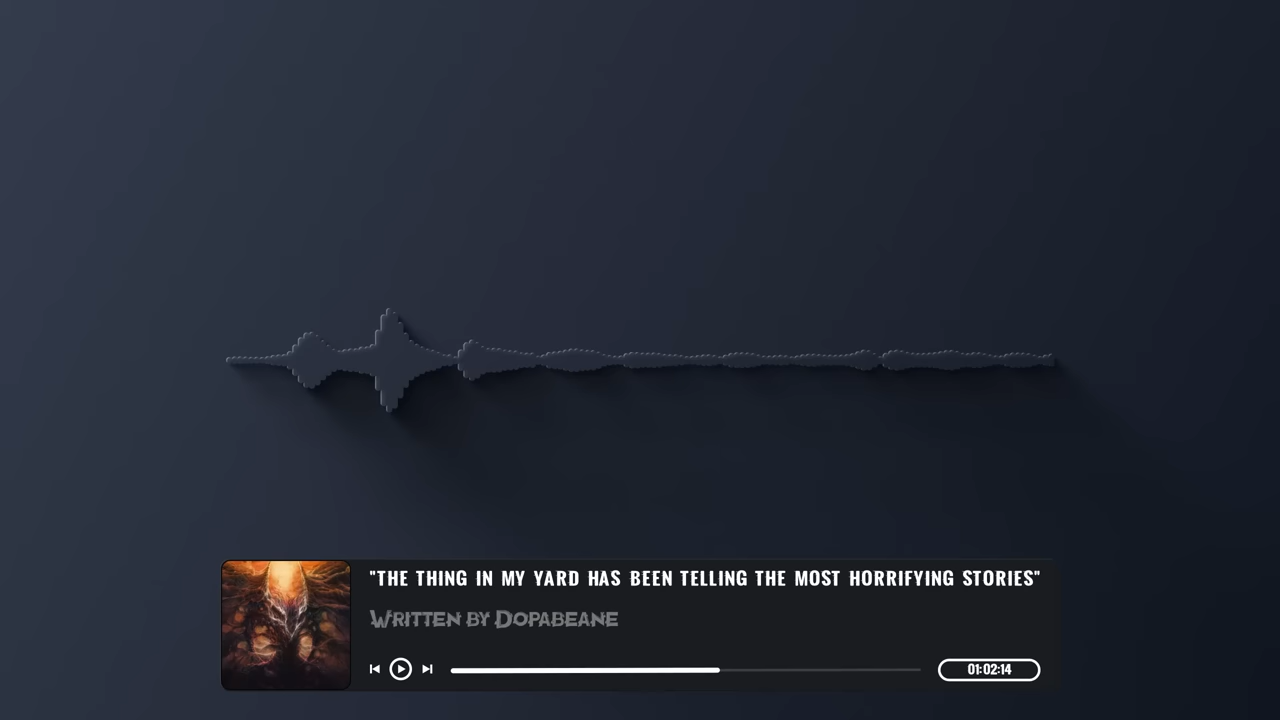 "THE THING IN MY YARD HAS BEEN TELLING THE MOST HORRIFYING STORIES"
WRITTEN BY DOPABEANE
01:02:14